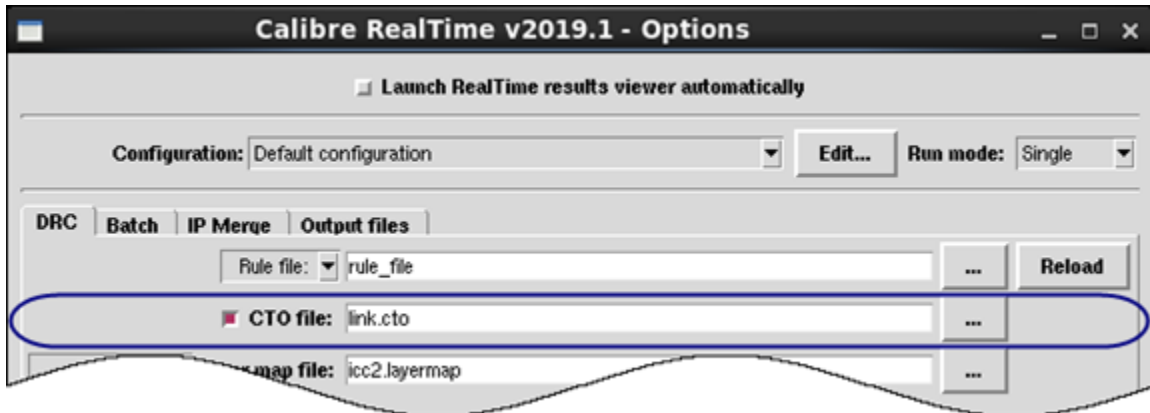 Calibre RealTime v2019.1 - Options
Launch RealTime results viewer automatically
Configuration: Default configuration Edit... Run mode: Single
DRC Batch IP Merge Output files
Rule file: rule_file ... Reload
CTO file: link.cto ...
map file: icc2.layermap ...